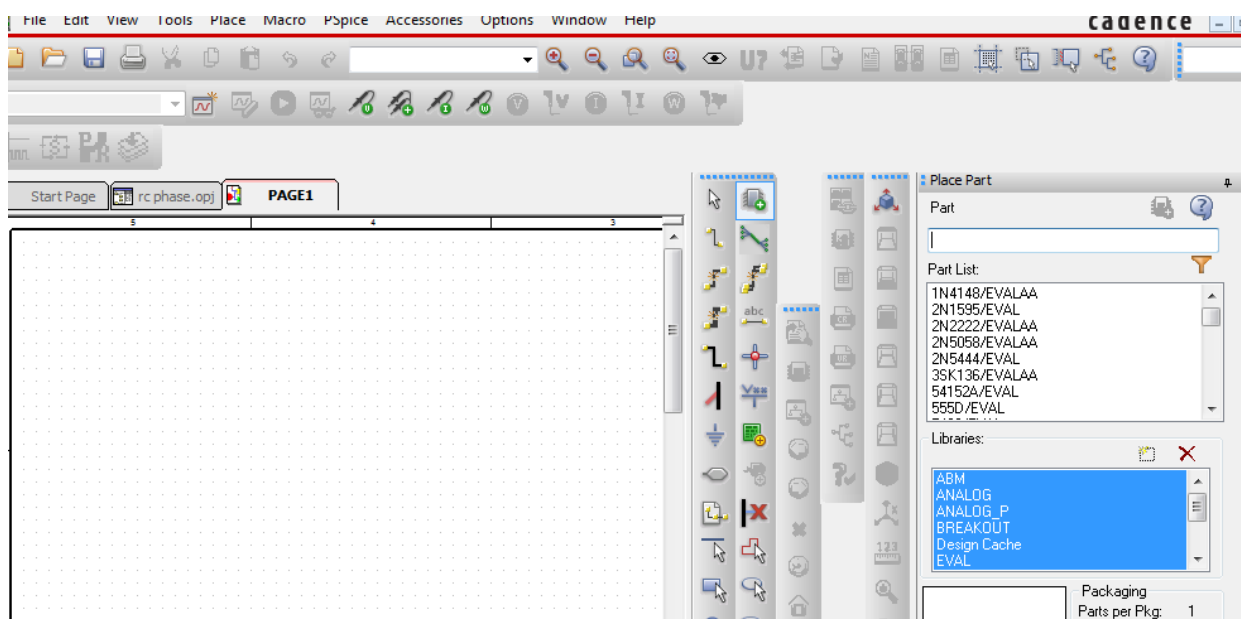 File Edit View Tools Place Macro PSpice Accessories Options Window Help
cadence
U?
Start Page rc phase.opj PAGE1
5 4 3
abc
Place Part
Part
Part List:
1N4148/EVALAA
2N1595/EVAL
2N2222/EVALAA
2N5058/EVALAA
2N5444/EVAL
3SK136/EVALAA
54152A/EVAL
555D/EVAL
Libraries:
ABM
ANALOG
ANALOG_P
BREAKOUT
Design Cache
EVAL
123
Packaging
Parts per Pkg: 1